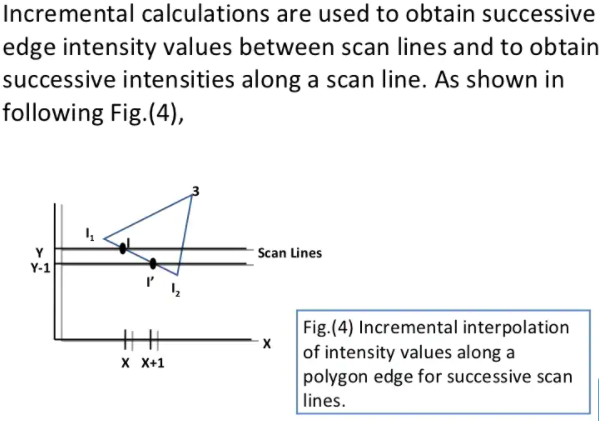 Incremental calculations are used to obtain successive
edge intensity values between scan lines and to obtain
successive intensities along a scan line. As shown in
following Fig.(4),
3
I1
I
Y
Scan Lines
Y-1
I'
I2
X
X X+1
Fig.(4) Incremental interpolation
of intensity values along a
polygon edge for successive scan
lines.